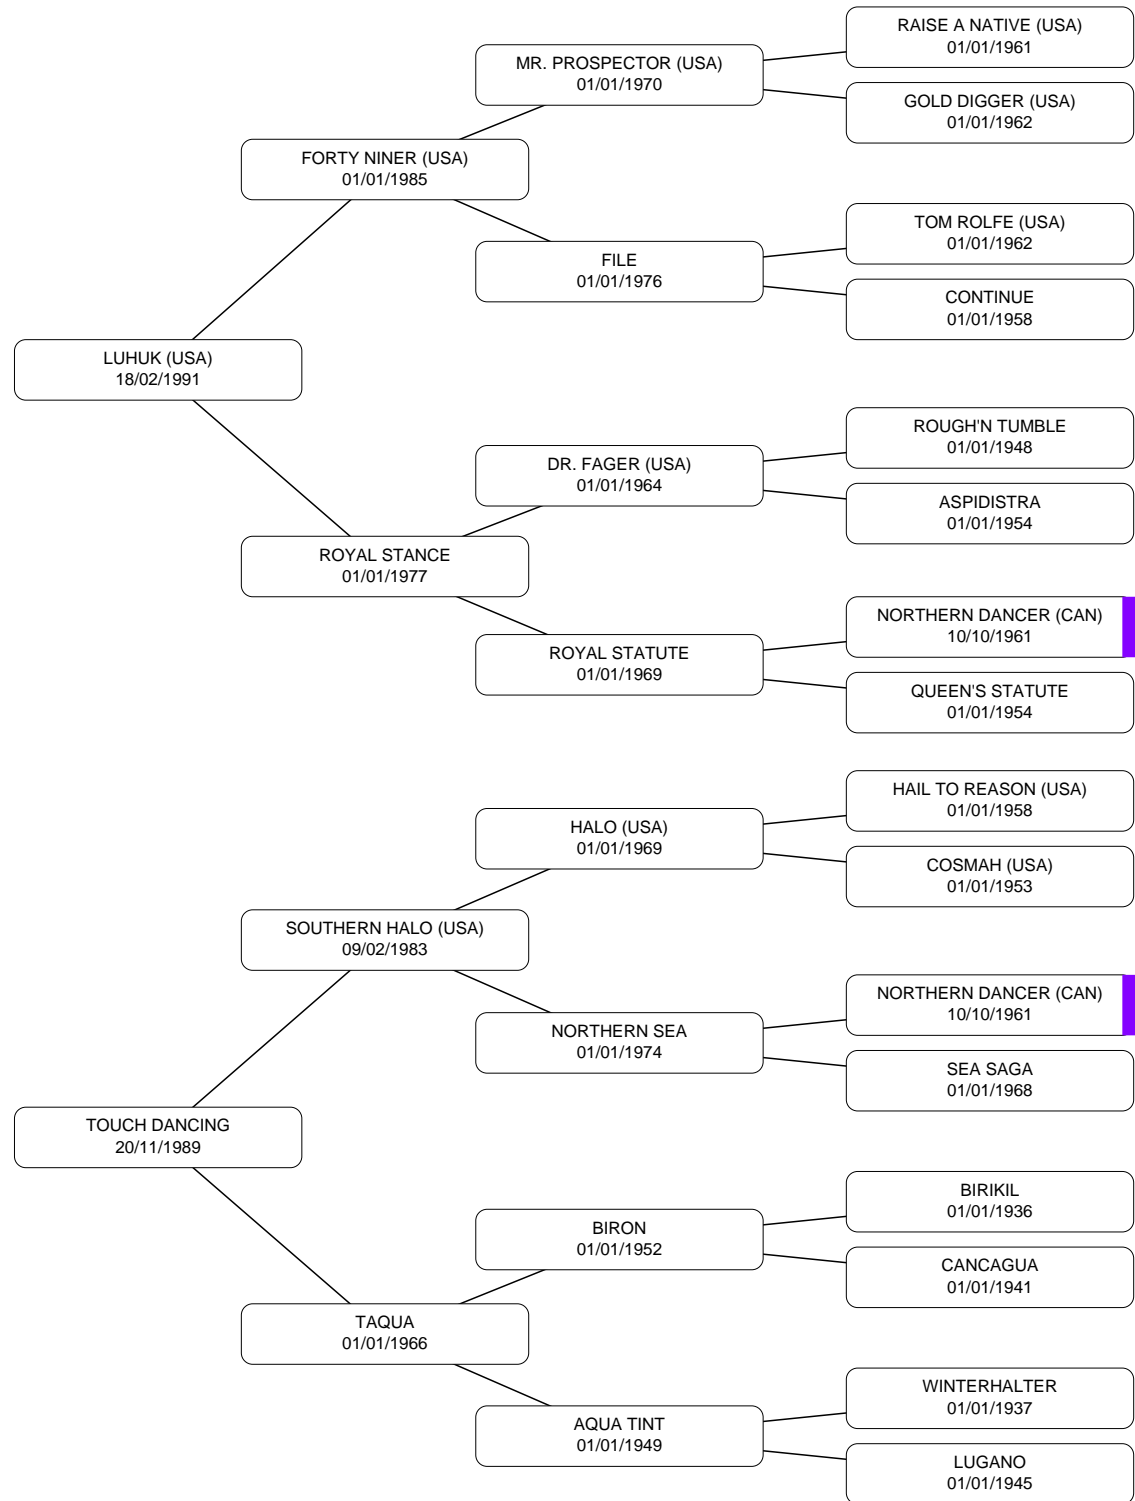 RAISE A NATIVE (USA)
01/01/1961
MR. PROSPECTOR (USA)
01/01/1970
GOLD DIGGER (USA)
01/01/1962
FORTY NINER (USA)
01/01/1985
TOM ROLFE (USA)
01/01/1962
FILE
01/01/1976
CONTINUE
01/01/1958
LUHUK (USA)
18/02/1991
ROUGH'N TUMBLE
01/01/1948
DR. FAGER (USA)
01/01/1964
ASPIDISTRA
01/01/1954
ROYAL STANCE
01/01/1977
NORTHERN DANCER (CAN)
10/10/1961
ROYAL STATUTE
01/01/1969
QUEEN'S STATUTE
01/01/1954
HAIL TO REASON (USA)
01/01/1958
HALO (USA)
01/01/1969
COSMAH (USA)
01/01/1953
SOUTHERN HALO (USA)
09/02/1983
NORTHERN DANCER (CAN)
10/10/1961
NORTHERN SEA
01/01/1974
SEA SAGA
01/01/1968
TOUCH DANCING
20/11/1989
BIRIKIL
01/01/1936
BIRON
01/01/1952
CANCAGUA
01/01/1941
TAQUA
01/01/1966
WINTERHALTER
01/01/1937
AQUA TINT
01/01/1949
LUGANO
01/01/1945